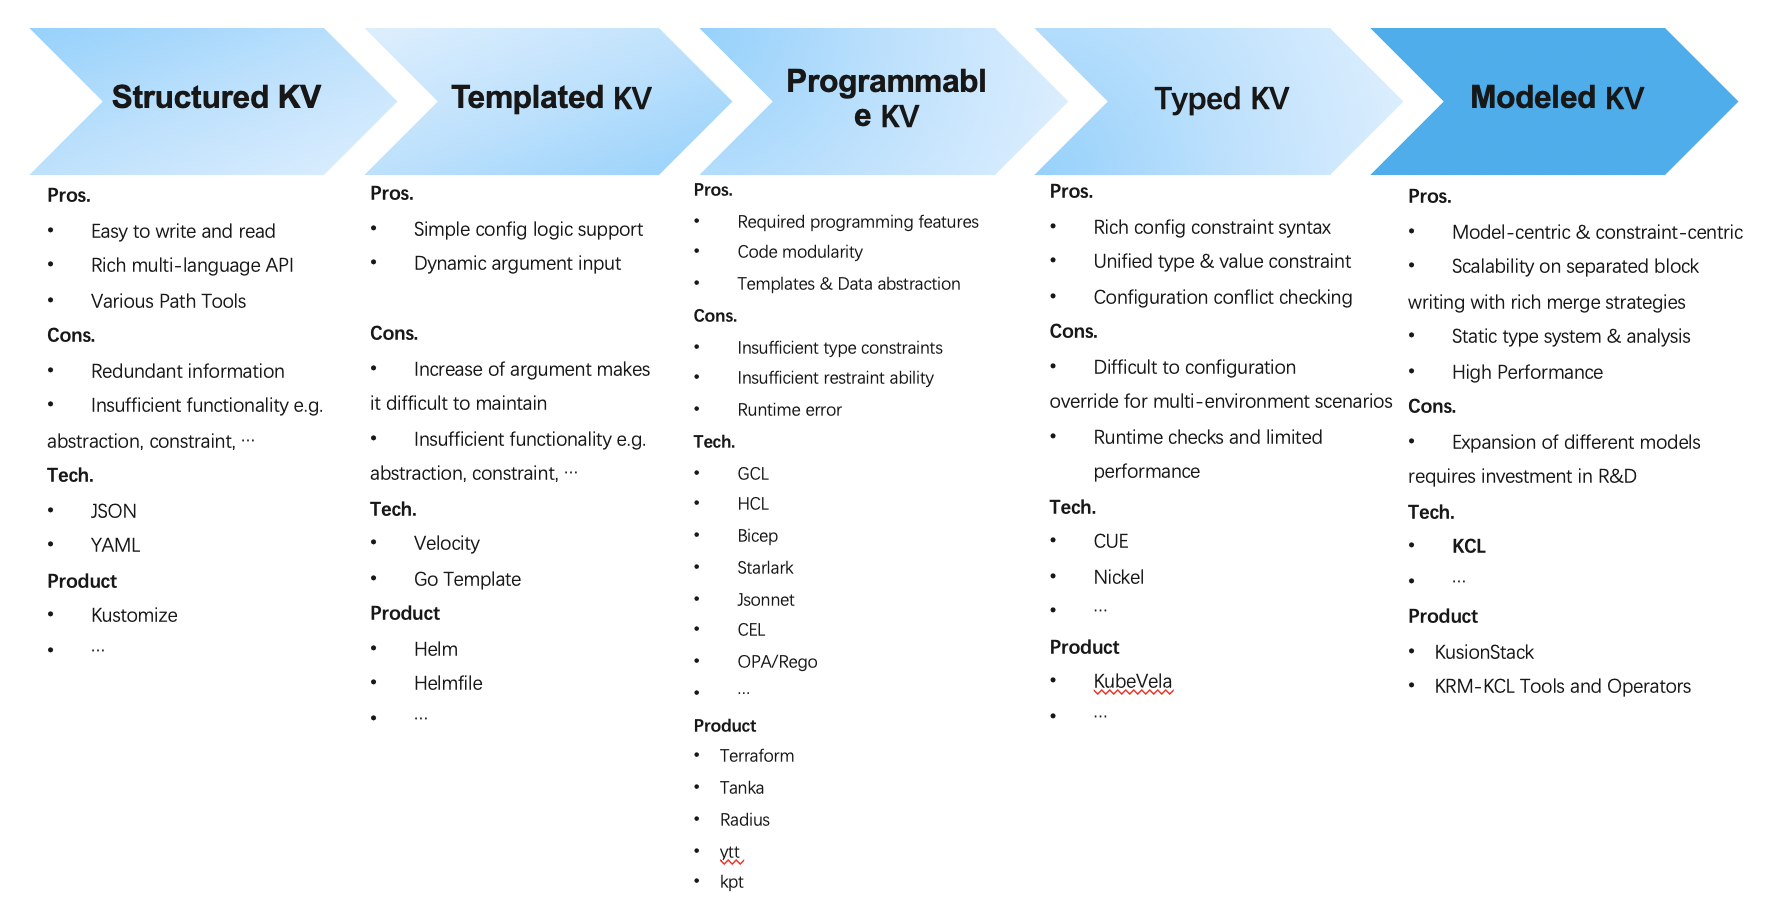 Structured KV
Pros.
• Easy to write and read
• Rich multi-language API
• Various Path Tools
Cons.
• Redundant information
• Insufficient functionality e.g.
abstraction, constraint, ···
Tech.
• JSON
• YAML
Product
• Kustomize
• ···
Templated KV
Pros.
• Simple config logic support
• Dynamic argument input
Cons.
• Increase of argument makes
it difficult to maintain
• Insufficient functionality e.g.
abstraction, constraint, ···
Tech.
• Velocity
• Go Template
Product
• Helm
• Helmfile
• ···
Programmabl
e KV
Pros.
• Required programming features
• Code modularity
• Templates & Data abstraction
Cons.
• Insufficient type constraints
• Insufficient restraint ability
• Runtime error
Tech.
• GCL
• HCL
• Bicep
• Starlark
• Jsonnet
• CEL
• OPA/Rego
• ···
Product
• Terraform
• Tanka
• Radius
• ytt
• kpt
Typed KV
Pros.
• Rich config constraint syntax
• Unified type & value constraint
• Configuration conflict checking
Cons.
• Difficult to configuration
override for multi-environment scenarios
• Runtime checks and limited
performance
Tech.
• CUE
• Nickel
• ···
Product
• KubeVela
• ···
Modeled KV
Pros.
• Model-centric & constraint-centric
• Scalability on separated block
writing with rich merge strategies
• Static type system & analysis
• High Performance
Cons.
• Expansion of different models
requires investment in R&D
Tech.
• KCL
• ···
Product
• KusionStack
• KRM-KCL Tools and Operators